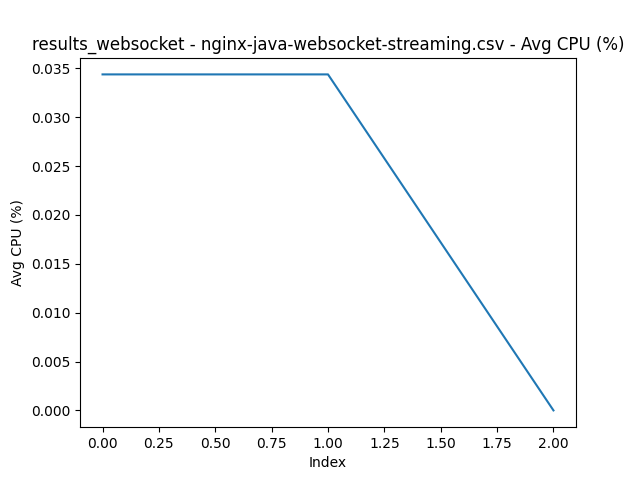 results_websocket - nginx-java-websocket-streaming.csv - Avg CPU (%)
0.035
0.030
0.025
0.020
0.015
0.010
0.005
0.000
Avg CPU (%)
0.00 0.25 0.50 0.75 1.00 1.25 1.50 1.75 2.00
Index